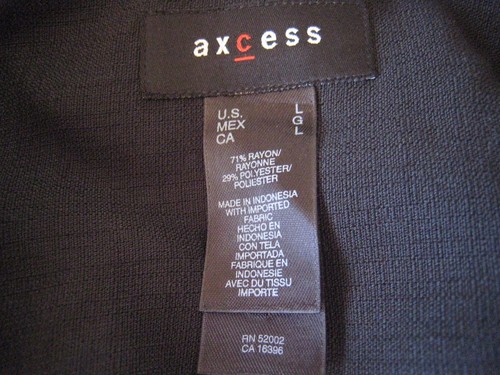 axcess
U.S. L
MEX G
CA L
71% RAYON/
RAYONNE
29% POLYESTER/
POLIESTER
MADE IN INDONESIA
WITH IMPORTED
FABRIC
HECHO EN
INDONESIA
CON TELA
IMPORTADA
FABRIQUE EN
INDONESIE
AVEC DU TISSU
IMPORTE
RN 52002
CA 16396